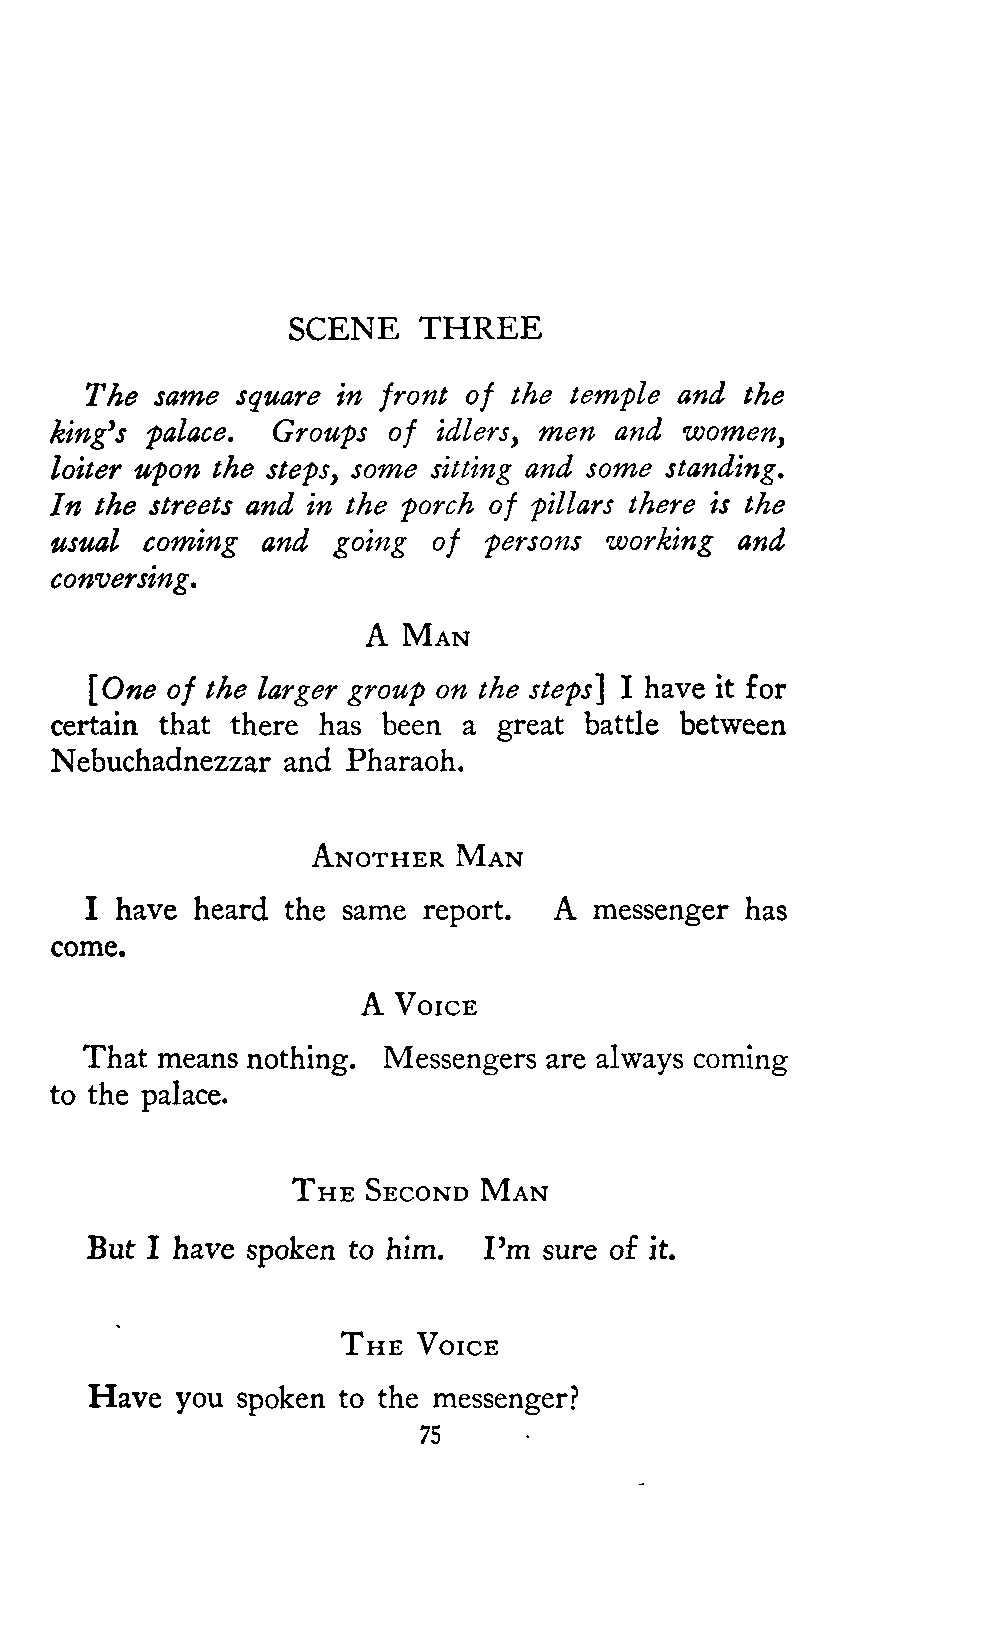 SCENE THREE
The same square in front of the temple and the
king's palace. Groups of idlers, men and women,
loiter upon the steps, some sitting and some standing.
In the streets and in the porch of pillars there is the
usual coming and going of persons working and
conversing.
A Man
[One of the larger group on the steps] I have it for
certain that there has been a great battle between
Nebuchadnezzar and Pharaoh.
Another Man
I have heard the same report. A messenger has
come.
A Voice
That means nothing. Messengers are always coming
to the palace.
The Second Man
But I have spoken to him. I'm sure of it.
The Voice
Have you spoken to the messenger?
75